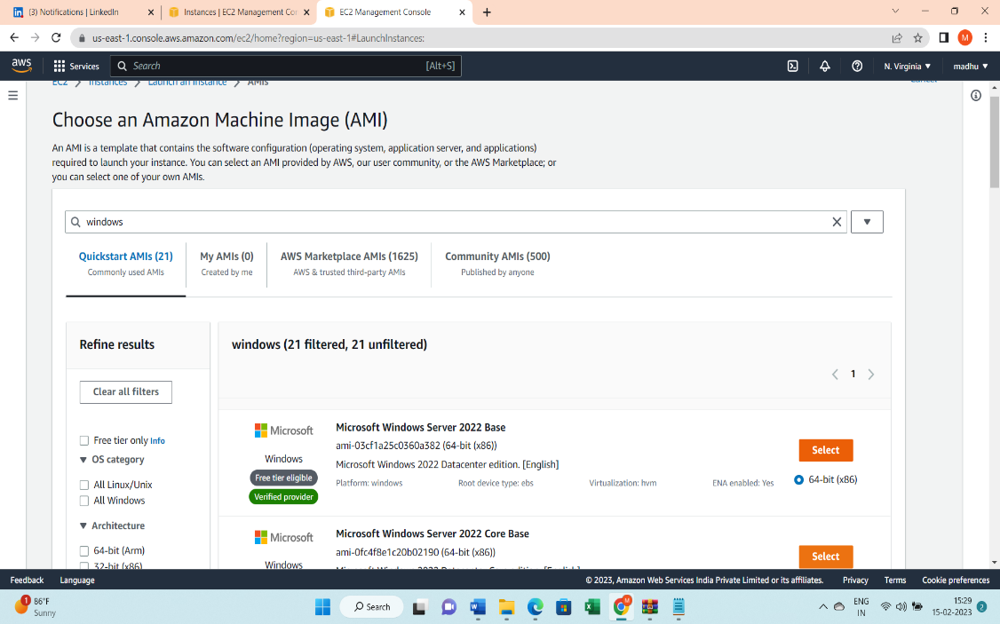 (3) Notifications | LinkedIn
Instances | EC2 Management Con
EC2 Management Console
us-east-1.console.aws.amazon.com/ec2/home?region=us-east-1#LaunchInstances:
M
aws
Services
Search
[Alt+S]
N. Virginia
madhu
EC2 > Instances > Launch an instance > AMIs
Cancel
Choose an Amazon Machine Image (AMI)
An AMI is a template that contains the software configuration (operating system, application server, and applications)
required to launch your instance. You can select an AMI provided by AWS, our user community, or the AWS Marketplace; or
you can select one of your own AMIs.
windows
Quickstart AMIs (21)
Commonly used AMIs
My AMIs (0)
Created by me
AWS Marketplace AMIs (1625)
AWS & trusted third-party AMIs
Community AMIs (500)
Published by anyone
Refine results
Clear all filters
Free tier only Info
OS category
All Linux/Unix
All Windows
Architecture
64-bit (Arm)
32-bit (x86)
windows (21 filtered, 21 unfiltered)
1
Microsoft
Windows
Free tier eligible
Verified provider
Microsoft Windows Server 2022 Base
ami-03cf1a25c0360a382 (64-bit (x86))
Microsoft Windows 2022 Datacenter edition. [English]
Platform: windows
Root device type: ebs
Virtualization: hvm
ENA enabled: Yes
Select
64-bit (x86)
Microsoft
Windows
Microsoft Windows Server 2022 Core Base
ami-0fc4f8e1c20b02190 (64-bit (x86))
Microsoft Windows 2022 Datacenter Core edition. [English]
Select
Feedback
Language
© 2023, Amazon Web Services India Private Limited or its affiliates.
Privacy
Terms
Cookie preferences
1
86°F
Sunny
Search
M
ENG
IN
15:29
15-02-2023
2